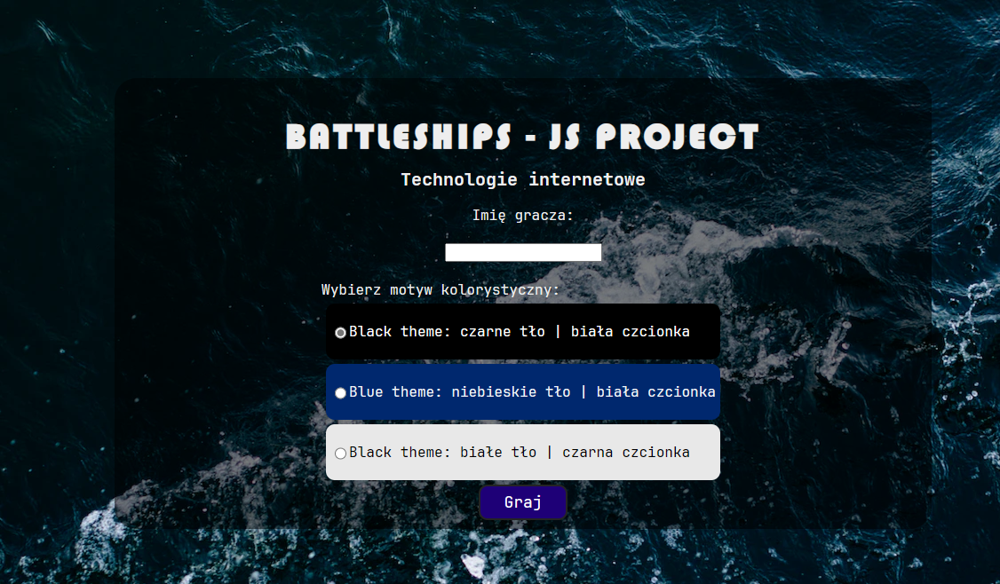 BATTLESHIPS - JS PROJECT
Technologie internetowe
Imię gracza:
Wybierz motyw kolorystyczny:
Black theme: czarne tło | biała czcionka
Blue theme: niebieskie tło | biała czcionka
Black theme: białe tło | czarna czcionka
Graj